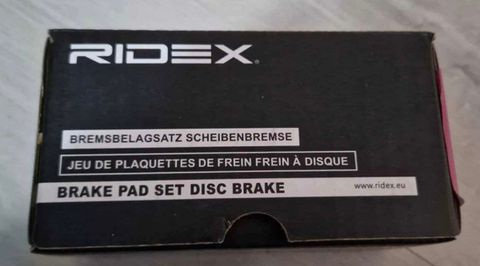 RIDEX
BREMSBELAGSATZ SCHEIBENBREMSE
JEU DE PLAQUETTES DE FREIN FREIN À DISQUE
BRAKE PAD SET DISC BRAKE
www.ridex.eu